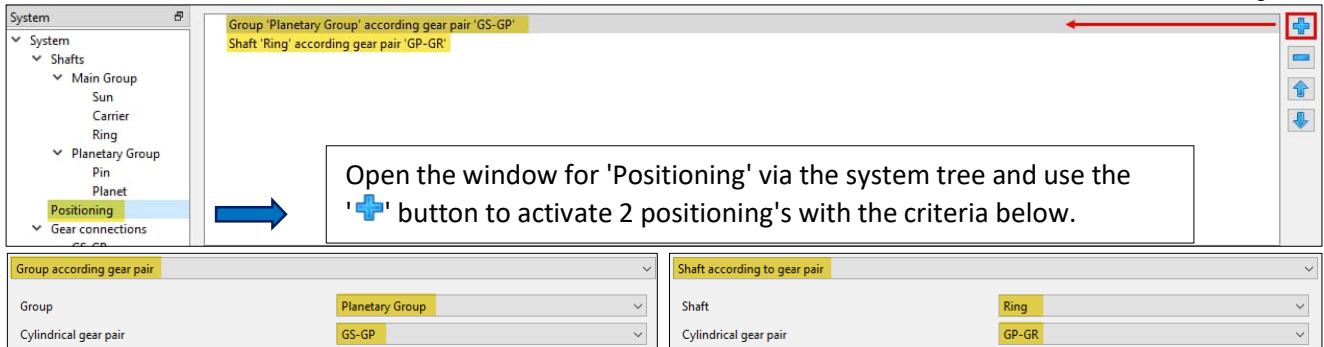 System
System
Shafts
Main Group
Sun
Carrier
Ring
Planetary Group
Pin
Planet
Positioning
Gear connections
Group 'Planetary Group' according gear pair 'GS-GP'
Shaft 'Ring' according gear pair 'GP-GR'
Open the window for 'Positioning' via the system tree and use the
' ' button to activate 2 positioning's with the criteria below.
Group according gear pair
Group Planetary Group
Cylindrical gear pair GS-GP
Shaft according to gear pair
Shaft Ring
Cylindrical gear pair GP-GR